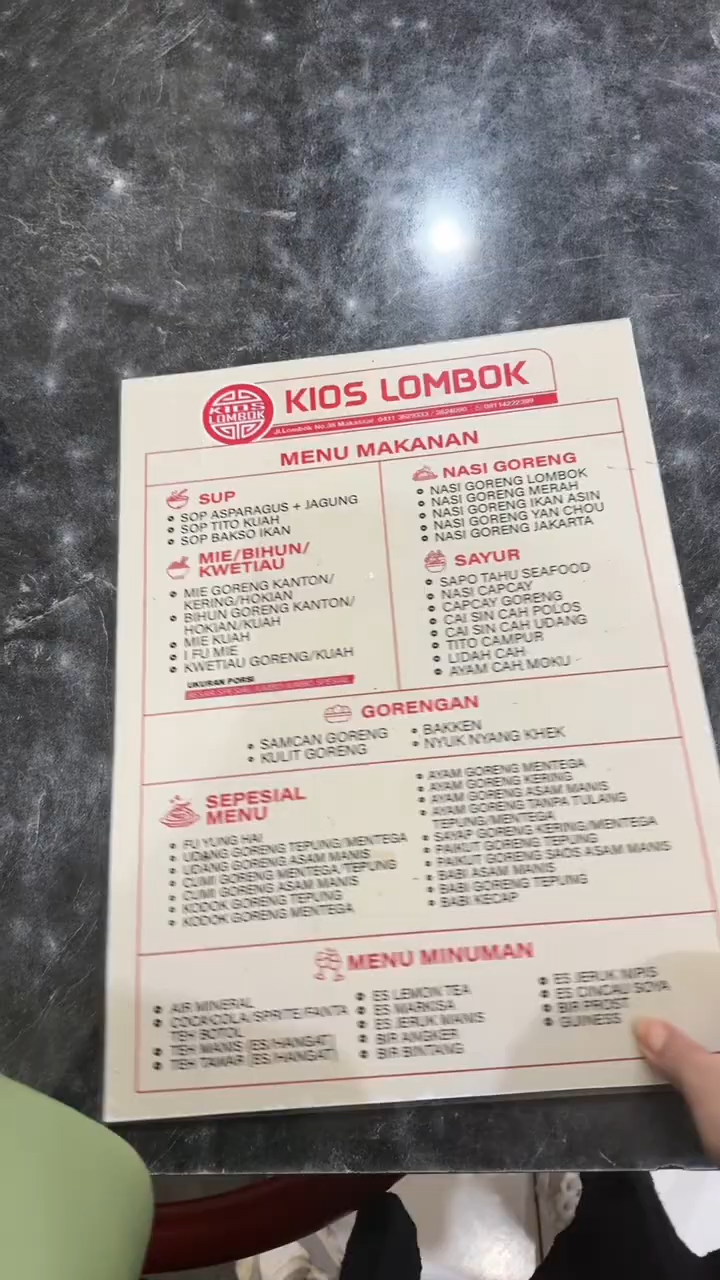 KIOS LOMBOK
KIOS
LOMBOK
Jl.Lombok No.38 Makassar
MENU MAKANAN
SUP
SOP ASPARAGUS + JAGUNG
SOP TITO KUAH
SOP BAKSO IKAN
MIE/BIHUN/
KWETIAU
MIE GORENG KANTON/
KERING/HOKIAN
BIHUN GORENG KANTON/
HOKIAN/KUAH
MIE KUAH
I FU MIE
KWETIAU GORENG/KUAH
UKURAN PORSI
NASI GORENG
NASI GORENG LOMBOK
NASI GORENG MERAH
NASI GORENG IKAN ASIN
NASI GORENG YAN CHOU
NASI GORENG JAKARTA
SAYUR
SAPO TAHU SEAFOOD
NASI CAPCAY
CAPCAY GORENG
CAI SIN CAH POLOS
CAI SIN CAH UDANG
TITO CAMPUR
LIDAH CAH
AYAM CAH MOKU
GORENGAN
SAMCAN GORENG
KULIT GORENG
BAKKEN
NYUK NYANG KHEK
SEPESIAL
MENU
FU YUNG HAI
UDANG GORENG TEPUNG/MENTEGA
UDANG GORENG ASAM MANIS
CUMI GORENG MENTEGA/TEPUNG
CUMI GORENG ASAM MANIS
KODOK GORENG TEPUNG
KODOK GORENG MENTEGA
AYAM GORENG MENTEGA
AYAM GORENG KERING
AYAM GORENG ASAM MANIS
AYAM GORENG TANPA TULANG
TEPUNG/MENTEGA
SAYAP GORENG KERING/MENTEGA
PAIKUT GORENG TEPUNG
PAIKUT GORENG SAOS ASAM MANIS
BABI ASAM MANIS
BABI GORENG TEPUNG
BABI KECAP
MENU MINUMAN
AIR MINERAL
COCA COLA/SPRITE/FANTA
TEH BOTOL
TEH MANIS (ES/HANGAT)
TEH TAWAR (ES/HANGAT)
ES LEMON TEA
ES MARKISA
ES JERUK MANIS
BIR ANGKER
BIR BINTANG
ES JERUK NIPIS
ES CINCAU SOYA
BIR PROST
GUINESS